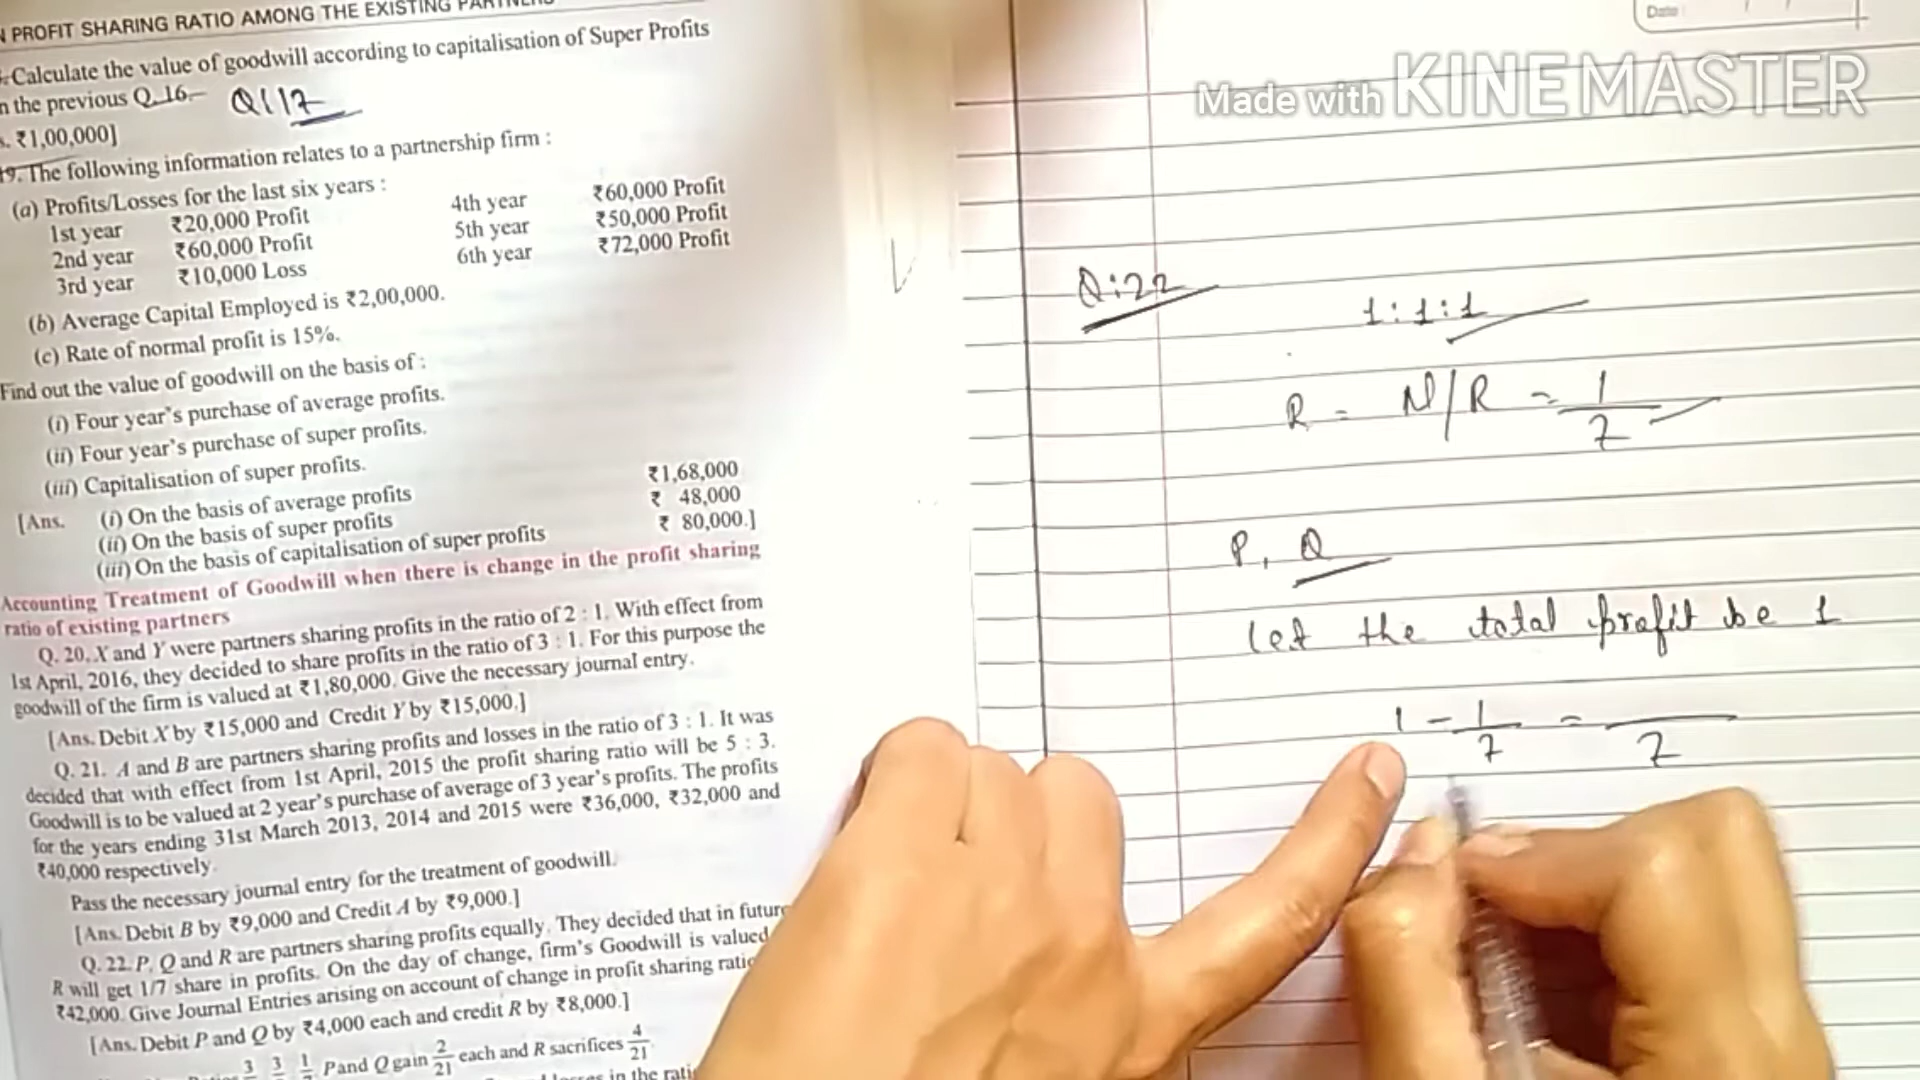 PROFIT SHARING RATIO AMONG THE EXISTING
Calculate the value of goodwill according to capitalisation of Super Profits
the previous Q. 16.
Q117
₹1,00,000]
19. The following information relates to a partnership firm :
(a) Profits/Losses for the last six years :
1st year ₹20,000 Profit 4th year ₹60,000 Profit
2nd year ₹60,000 Profit 5th year ₹50,000 Profit
3rd year ₹10,000 Loss 6th year ₹72,000 Profit
(b) Average Capital Employed is ₹2,00,000.
(c) Rate of normal profit is 15%.
Find out the value of goodwill on the basis of :
(i) Four year's purchase of average profits.
(ii) Four year's purchase of super profits.
(iii) Capitalisation of super profits.
[Ans. (i) On the basis of average profits ₹1,68,000
(ii) On the basis of super profits ₹ 48,000
(iii) On the basis of capitalisation of super profits ₹ 80,000.]
Accounting Treatment of Goodwill when there is change in the profit sharing
ratio of existing partners
Q. 20. X and Y were partners sharing profits in the ratio of 2 : 1. With effect from
1st April, 2016, they decided to share profits in the ratio of 3 : 1. For this purpose the
goodwill of the firm is valued at ₹1,80,000. Give the necessary journal entry.
[Ans. Debit X by ₹15,000 and Credit Y by ₹15,000.]
Q. 21. A and B are partners sharing profits and losses in the ratio of 3 : 1. It was
decided that with effect from 1st April, 2015 the profit sharing ratio will be 5 : 3.
Goodwill is to be valued at 2 year's purchase of average of 3 year's profits. The profits
for the years ending 31st March 2013, 2014 and 2015 were ₹36,000, ₹32,000 and
₹40,000 respectively.
Pass the necessary journal entry for the treatment of goodwill.
[Ans. Debit B by ₹9,000 and Credit A by ₹9,000.]
Q. 22. P, Q and R are partners sharing profits equally. They decided that in future
R will get 1/7 share in profits. On the day of change, firm's Goodwill is valued
₹42,000. Give Journal Entries arising on account of change in profit sharing ratio
[Ans. Debit P and Q by ₹4,000 each and credit R by ₹8,000.]
3 3 1 P and Q gain 2/21 each and R sacrifices 4/21
in the
Date
Made with KINEMASTER
Q:22
1:1:1
R = N/R = 1/7
P, Q
let the total profit be 1
1 - 1/7 = /7